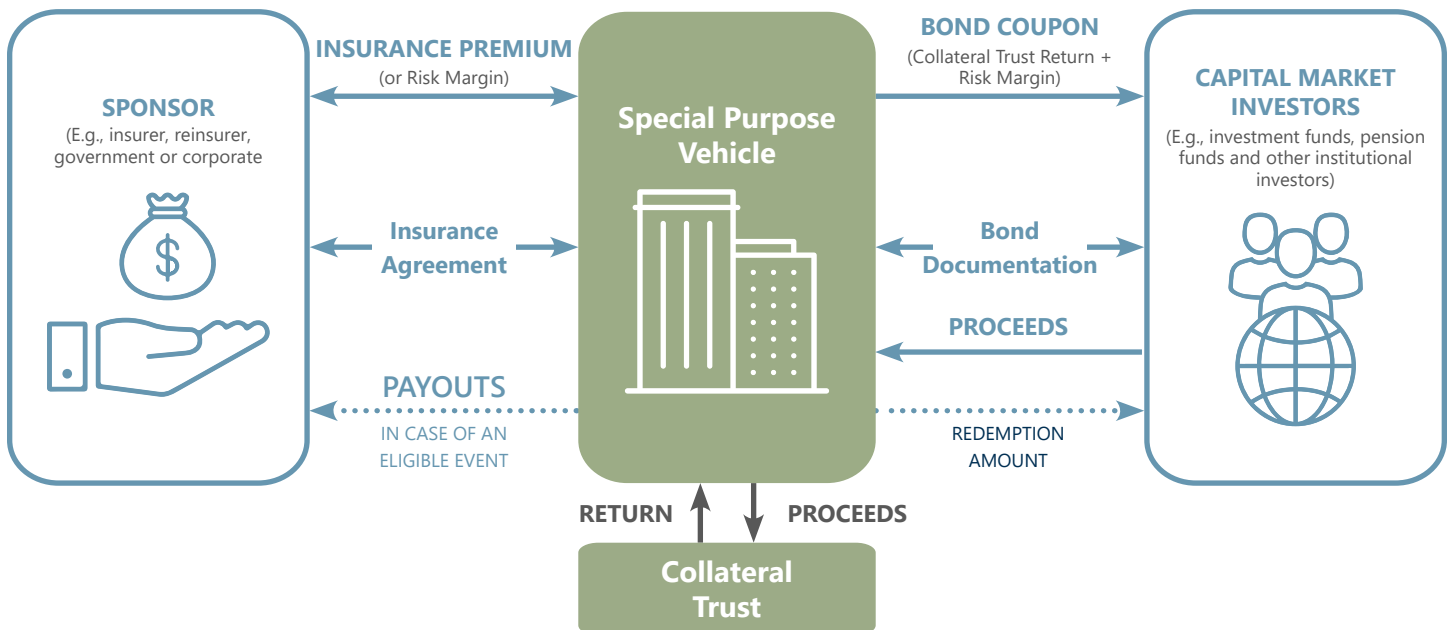 SPONSOR
(E.g., insurer, reinsurer,
government or corporate
$
INSURANCE PREMIUM
(or Risk Margin)
Insurance
Agreement
PAYOUTS
IN CASE OF AN
ELIGIBLE EVENT
Special Purpose
Vehicle
BOND COUPON
(Collateral Trust Return +
Risk Margin)
Bond
Documentation
PROCEEDS
REDEMPTION
AMOUNT
CAPITAL MARKET
INVESTORS
(E.g., investment funds, pension
funds and other institutional
investors)
RETURN
PROCEEDS
Collateral
Trust